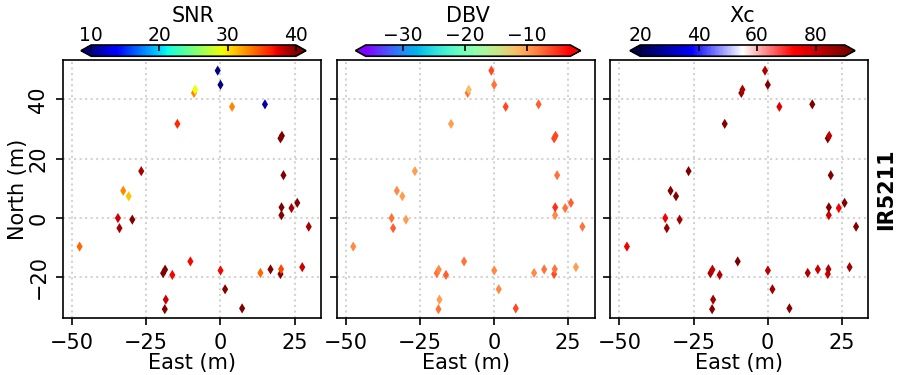 SNR DBV Xc
10 20 30 40 −30 −20 −10 20 40 60 80
40
20
0
−20
North (m)
IR5211
−50 −25 0 25 −50 −25 0 25 −50 −25 0 25
East (m) East (m) East (m)